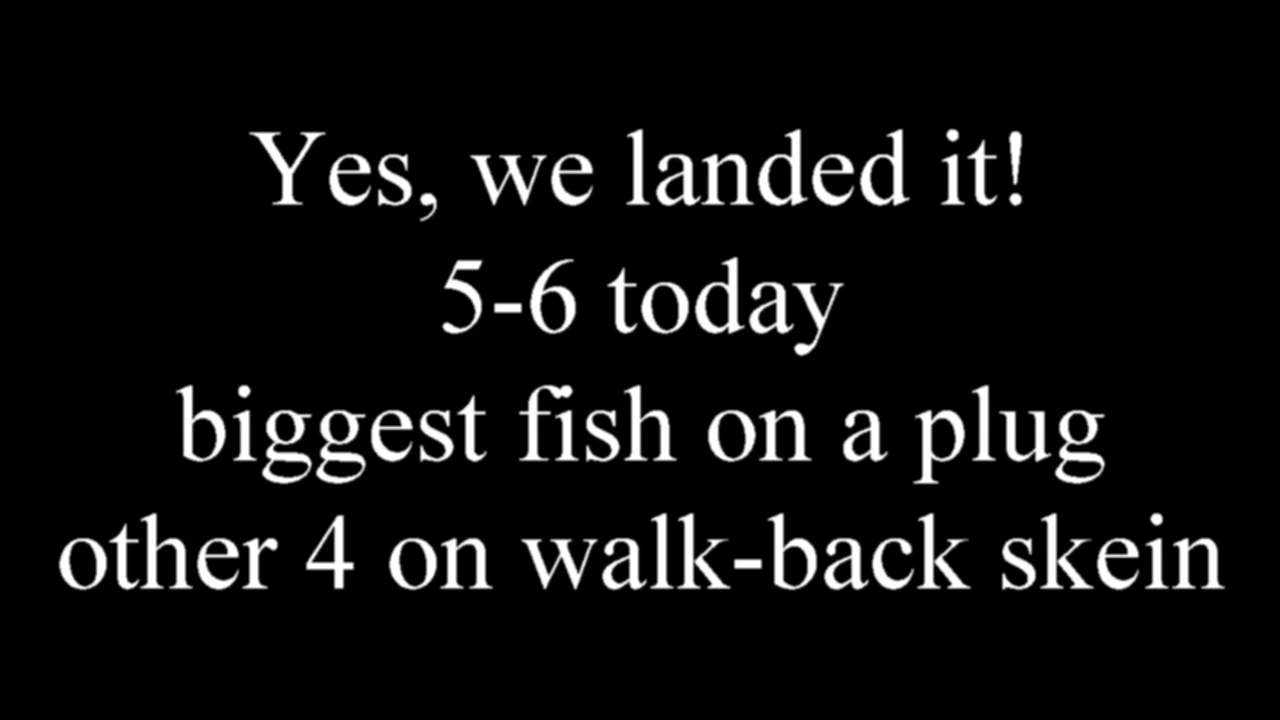 Yes, we landed it!
5-6 today
biggest fish on a plug
other 4 on walk-back skein